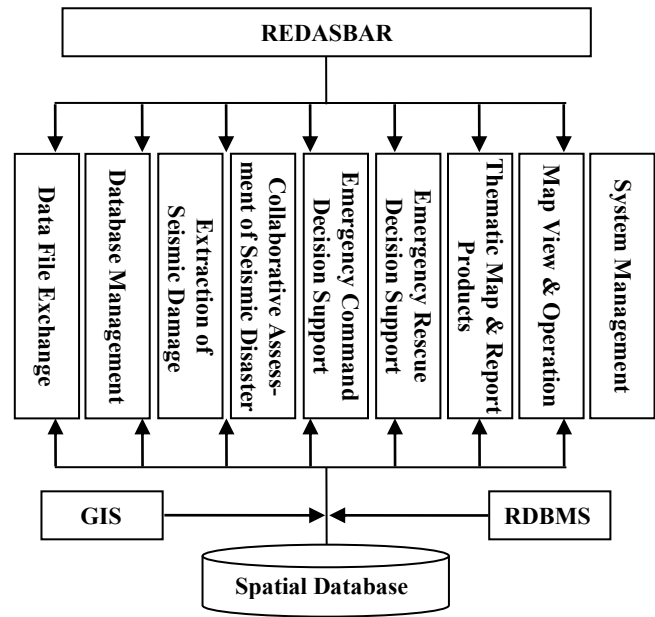 REDASBAR
Data File Exchange
Database Management
Extraction of
Seismic Damage
Collaborative Assess-
ment of Seismic Disaster
Emergency Command
Decision Support
Emergency Rescue
Decision Support
Thematic Map & Report
Products
Map View & Operation
System Management
GIS
RDBMS
Spatial Database